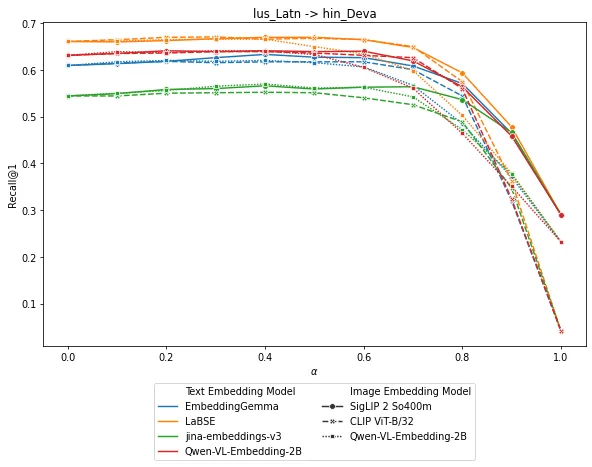 lus_Latn -> hin_Deva
0.7
0.6
0.5
0.4
0.3
0.2
0.1
Recall@1
0.0 0.2 0.4 0.6 0.8 1.0
α
Text Embedding Model Image Embedding Model
EmbeddingGemma SigLIP 2 So400m
LaBSE CLIP ViT-B/32
jina-embeddings-v3 Qwen-VL-Embedding-2B
Qwen-VL-Embedding-2B